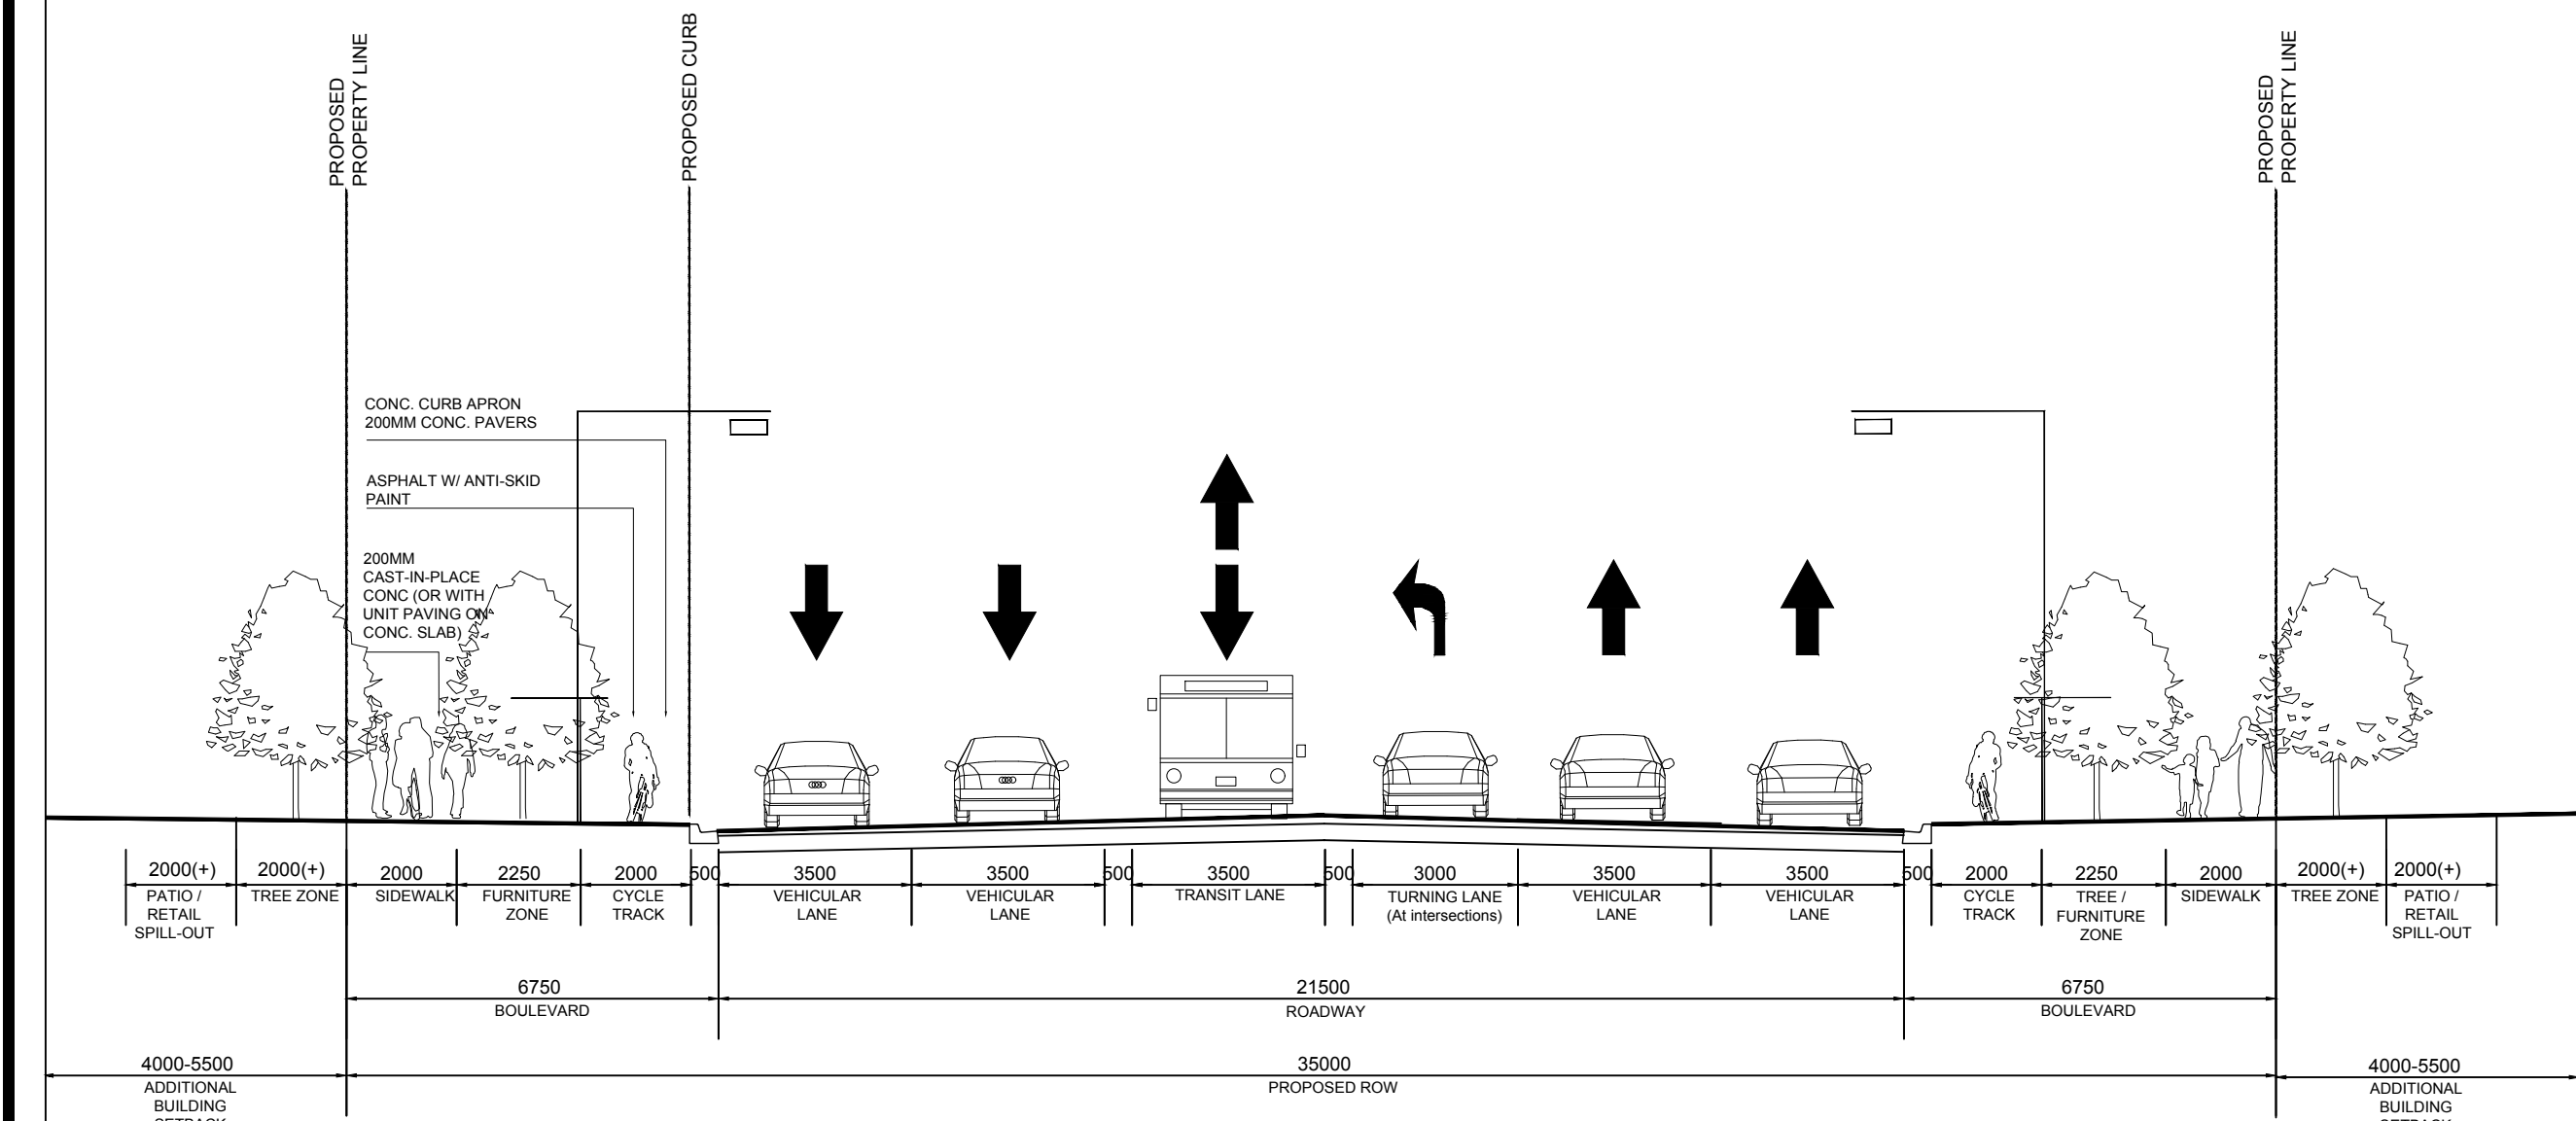 PROPOSED
PROPERTY LINE
PROPOSED CURB
PROPOSED
PROPERTY LINE
CONC. CURB APRON
200MM CONC. PAVERS
ASPHALT W/ ANTI-SKID
PAINT
200MM
CAST-IN-PLACE
CONC (OR WITH
UNIT PAVING ON
CONC. SLAB)
2000(+)
PATIO /
RETAIL
SPILL-OUT
2000(+)
TREE ZONE
2000
SIDEWALK
2250
FURNITURE
ZONE
2000
CYCLE
TRACK
500
3500
VEHICULAR
LANE
3500
VEHICULAR
LANE
500
3500
TRANSIT LANE
500
3000
TURNING LANE
(At intersections)
3500
VEHICULAR
LANE
3500
VEHICULAR
LANE
500
2000
CYCLE
TRACK
2250
TREE /
FURNITURE
ZONE
2000
SIDEWALK
2000(+)
TREE ZONE
2000(+)
PATIO /
RETAIL
SPILL-OUT
6750
BOULEVARD
21500
ROADWAY
6750
BOULEVARD
4000-5500
ADDITIONAL
BUILDING
SETBACK
35000
PROPOSED ROW
4000-5500
ADDITIONAL
BUILDING
SETBACK